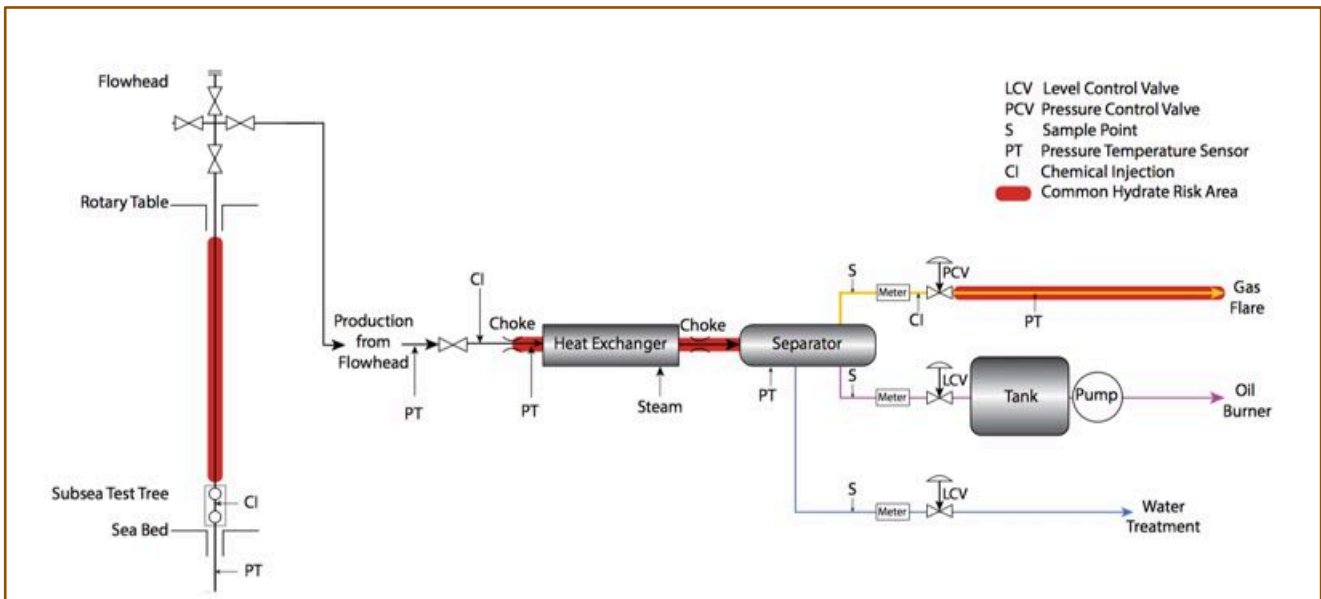 Flowhead
Rotary Table
Subsea Test Tree
CI
Sea Bed
PT
Production
from
Flowhead
PT
CI
Choke
PT
Heat Exchanger
Steam
Choke
Separator
PT
S
Meter
CI
PCV
PT
Gas
Flare
S
Meter
LCV
Tank
Pump
Oil
Burner
S
Meter
LCV
Water
Treatment
LCV Level Control Valve
PCV Pressure Control Valve
S Sample Point
PT Pressure Temperature Sensor
CI Chemical Injection
Common Hydrate Risk Area